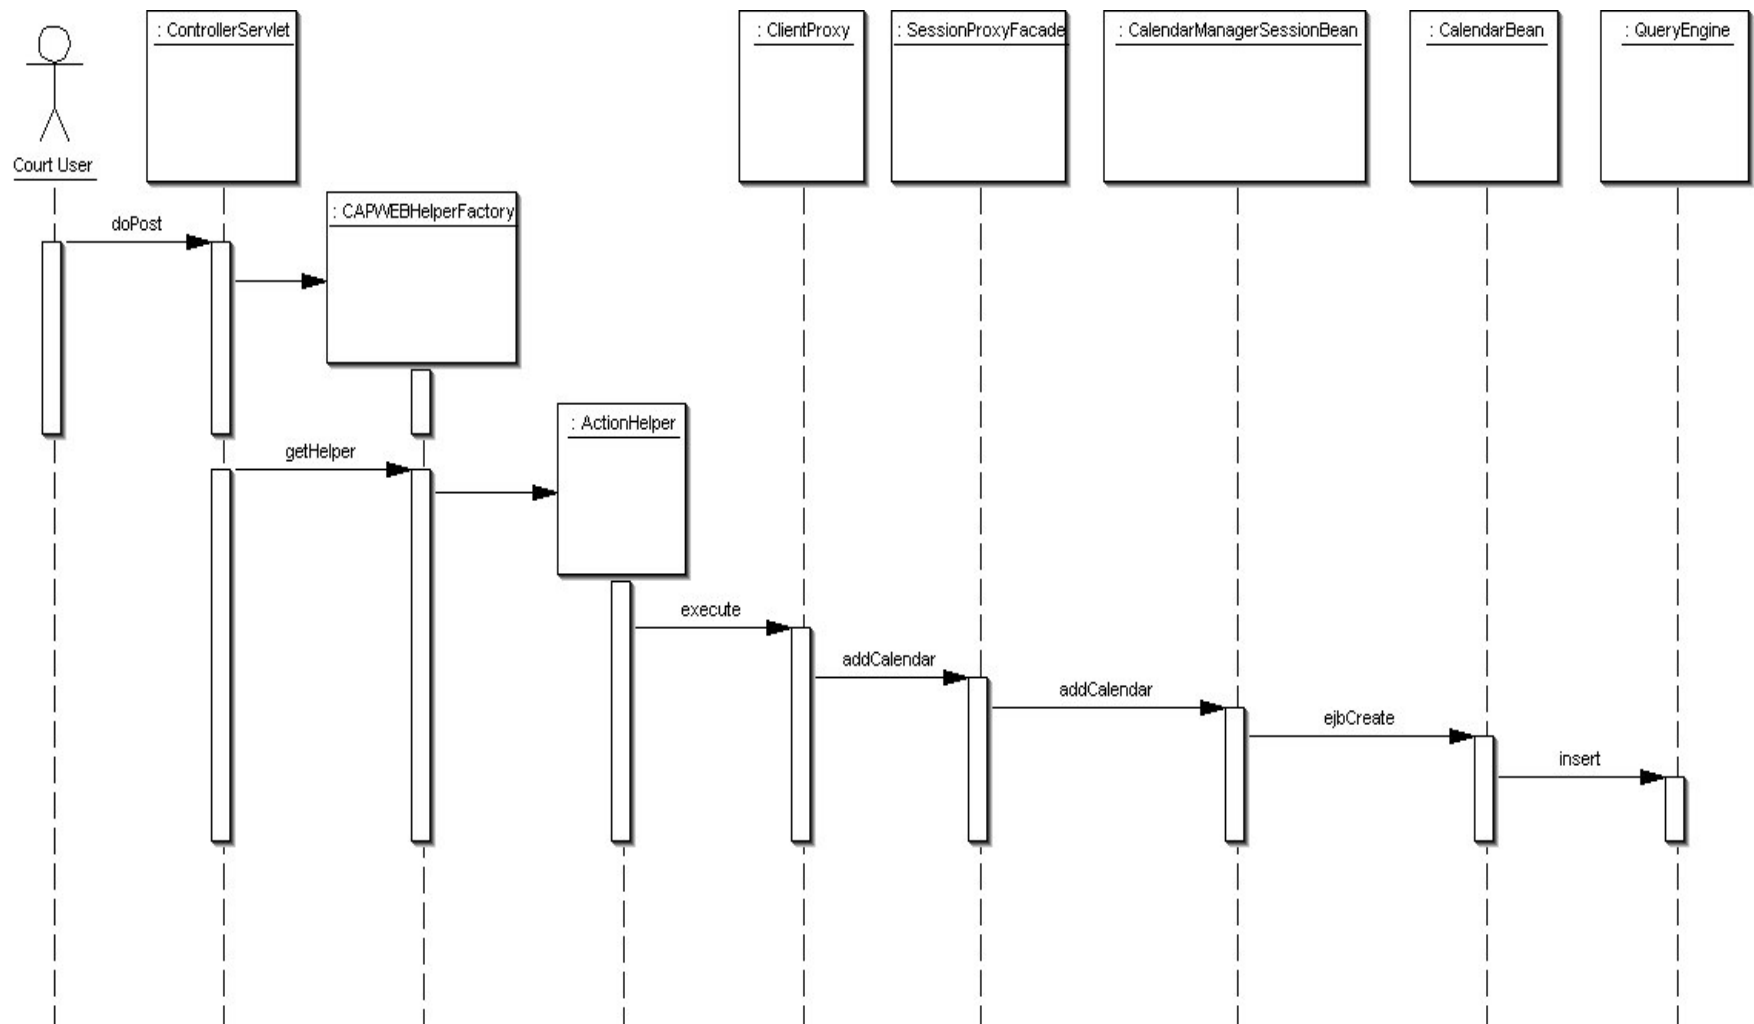 : ControllerServlet
: ClientProxy
: SessionProxyFacade
: CalendarManagerSessionBean
: CalendarBean
: QueryEngine
Court User
: CAPWEBHelperFactory
doPost
: ActionHelper
getHelper
execute
addCalendar
addCalendar
ejbCreate
insert